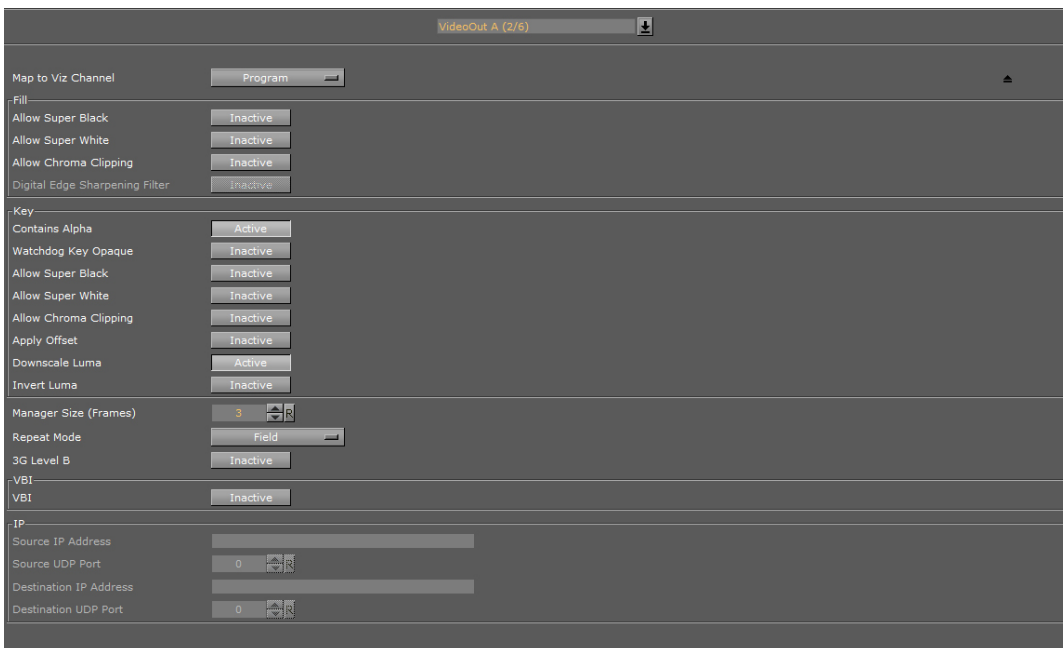 VideoOut A (2/6)
Map to Viz Channel Program
Fill
Allow Super Black Inactive
Allow Super White Inactive
Allow Chroma Clipping Inactive
Digital Edge Sharpening Filter Inactive
Key
Contains Alpha Active
Watchdog Key Opaque Inactive
Allow Super Black Inactive
Allow Super White Inactive
Allow Chroma Clipping Inactive
Apply Offset Inactive
Downscale Luma Active
Invert Luma Inactive
Manager Size (Frames) 3 R
Repeat Mode Field
3G Level B Inactive
VBI
VBI Inactive
IP
Source IP Address
Source UDP Port 0 R
Destination IP Address
Destination UDP Port 0 R